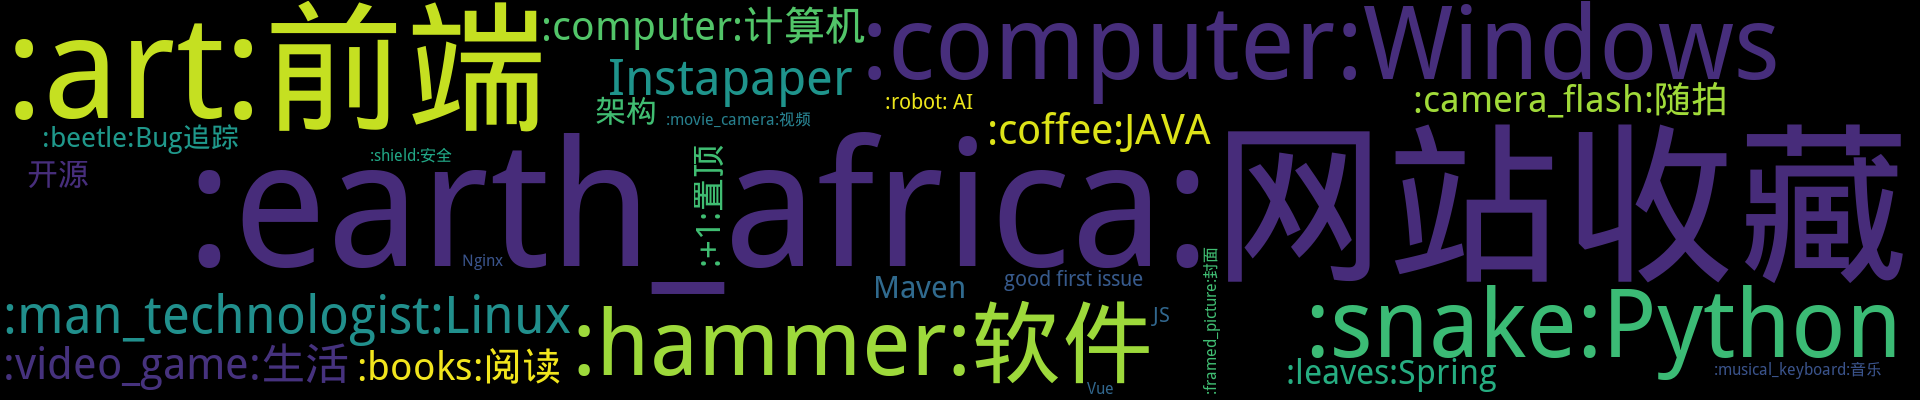 :art:前端
:computer:计算机
:computer:Windows
Instapaper
:robot: AI
:camera_flash:随拍
架构
:movie_camera:视频
:coffee:JAVA
:beetle:Bug追踪
:shield:安全
开源
:earth_africa:网站收藏
:+1:置顶
Nginx
Maven
good first issue
:framed_picture:封面
:man_technologist:Linux
:hammer:软件
JS
:snake:Python
:video_game:生活
:books:阅读
:leaves:Spring
:musical_keyboard:音乐
Vue